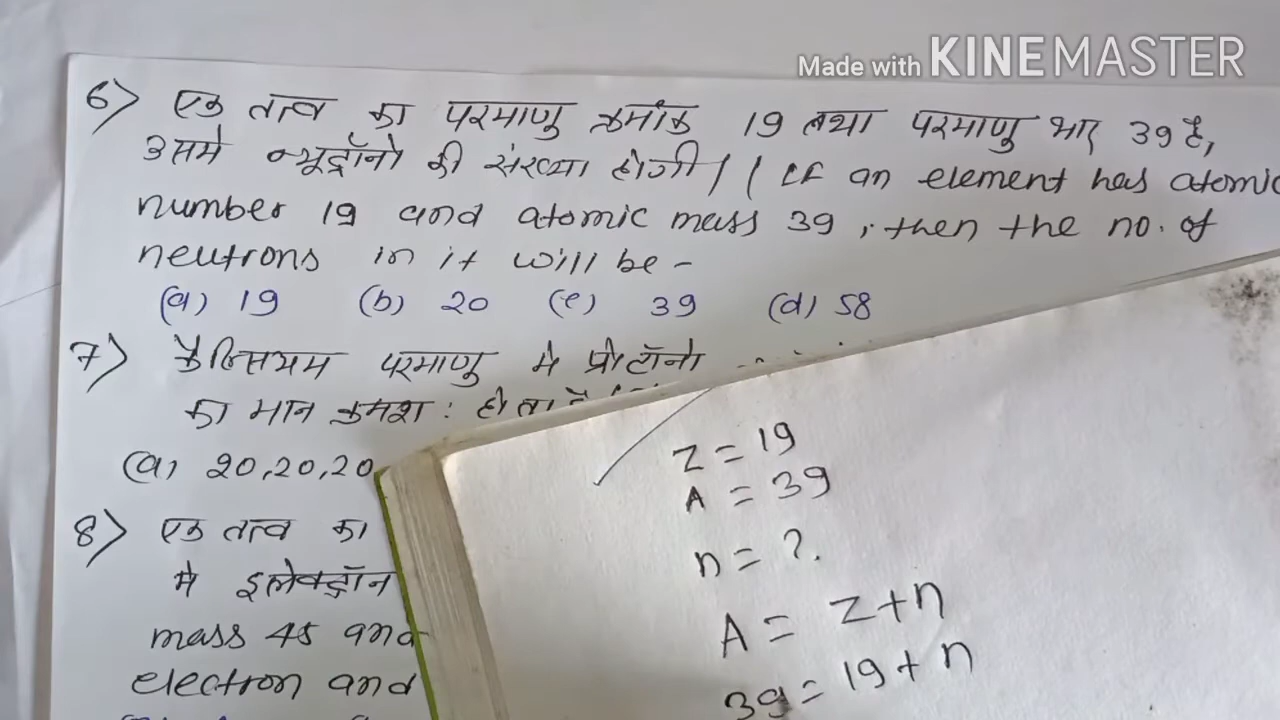 Made with KINEMASTER
6) एक तत्व का परमाणु क्रमांक 19 तथा परमाणु भार 39 है,
उसमे न्यूट्रॉनो की संख्या होगी / ( If an element has atomic
number 19 and atomic mass 39, then the no. of
neutrons in it will be -
(a) 19 (b) 20 (c) 39 (d) 58
7) कैल्सियम परमाणु मे प्रोटॉनो
का मान क्रमश: होता है
(a) 20,20,20
8) एक तत्व का
मे इलेक्ट्रॉन
mass 45 and
electron and
Z = 19
A = 39
n = ?.
A = Z+n
39 = 19 + n